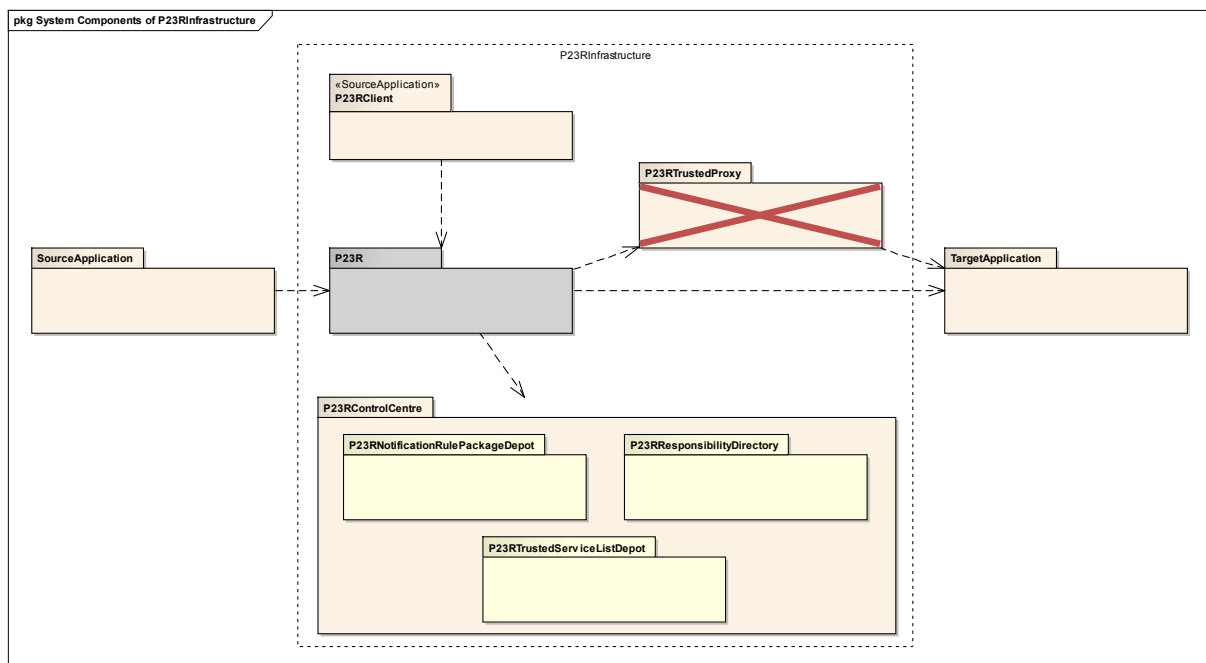 pkg System Components of P23RInfrastructure
P23RInfrastructure
«SourceApplication»
P23RClient
P23RTrustedProxy
SourceApplication
P23R
TargetApplication
P23RControlCentre
P23RNotificationRulePackageDepot
P23RResponsibilityDirectory
P23RTrustedServiceListDepot